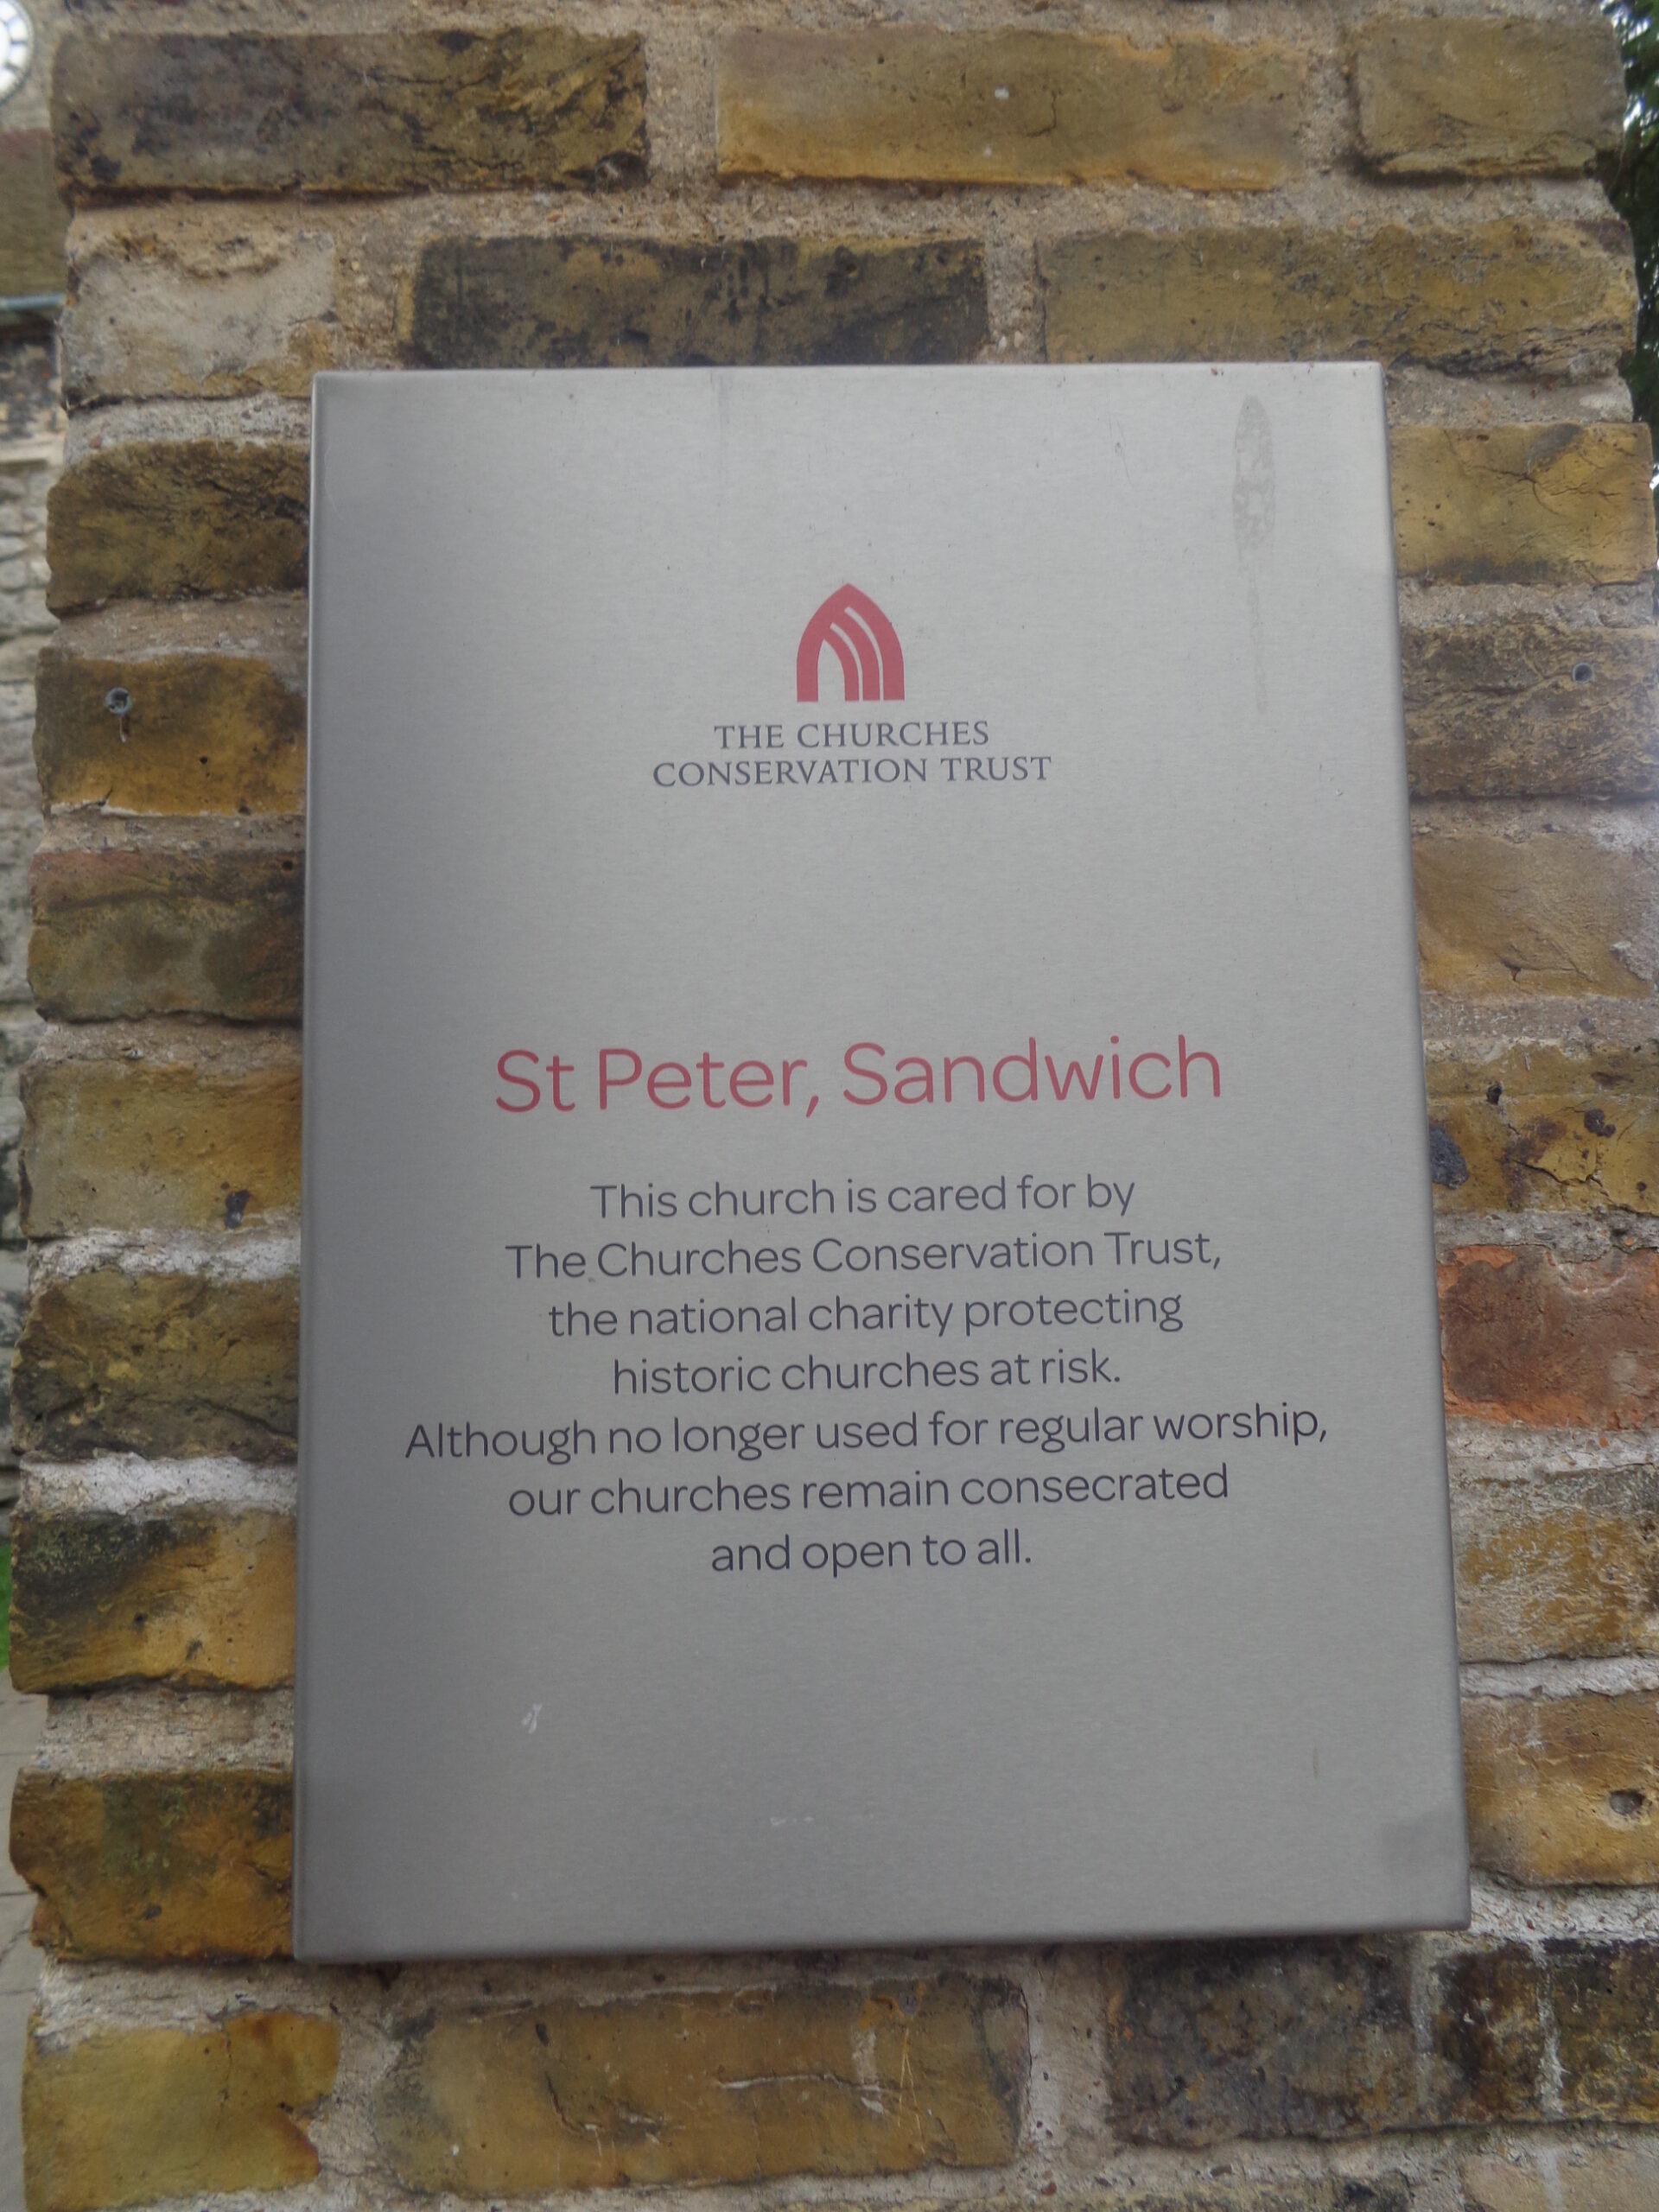 THE CHURCHES
CONSERVATION TRUST
St Peter, Sandwich
This church is cared for by
The Churches Conservation Trust,
the national charity protecting
historic churches at risk.
Although no longer used for regular worship,
our churches remain consecrated
and open to all.